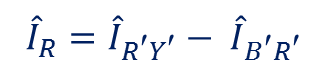 Î_R = Î_{R'Y'} − Î_{B'R'}